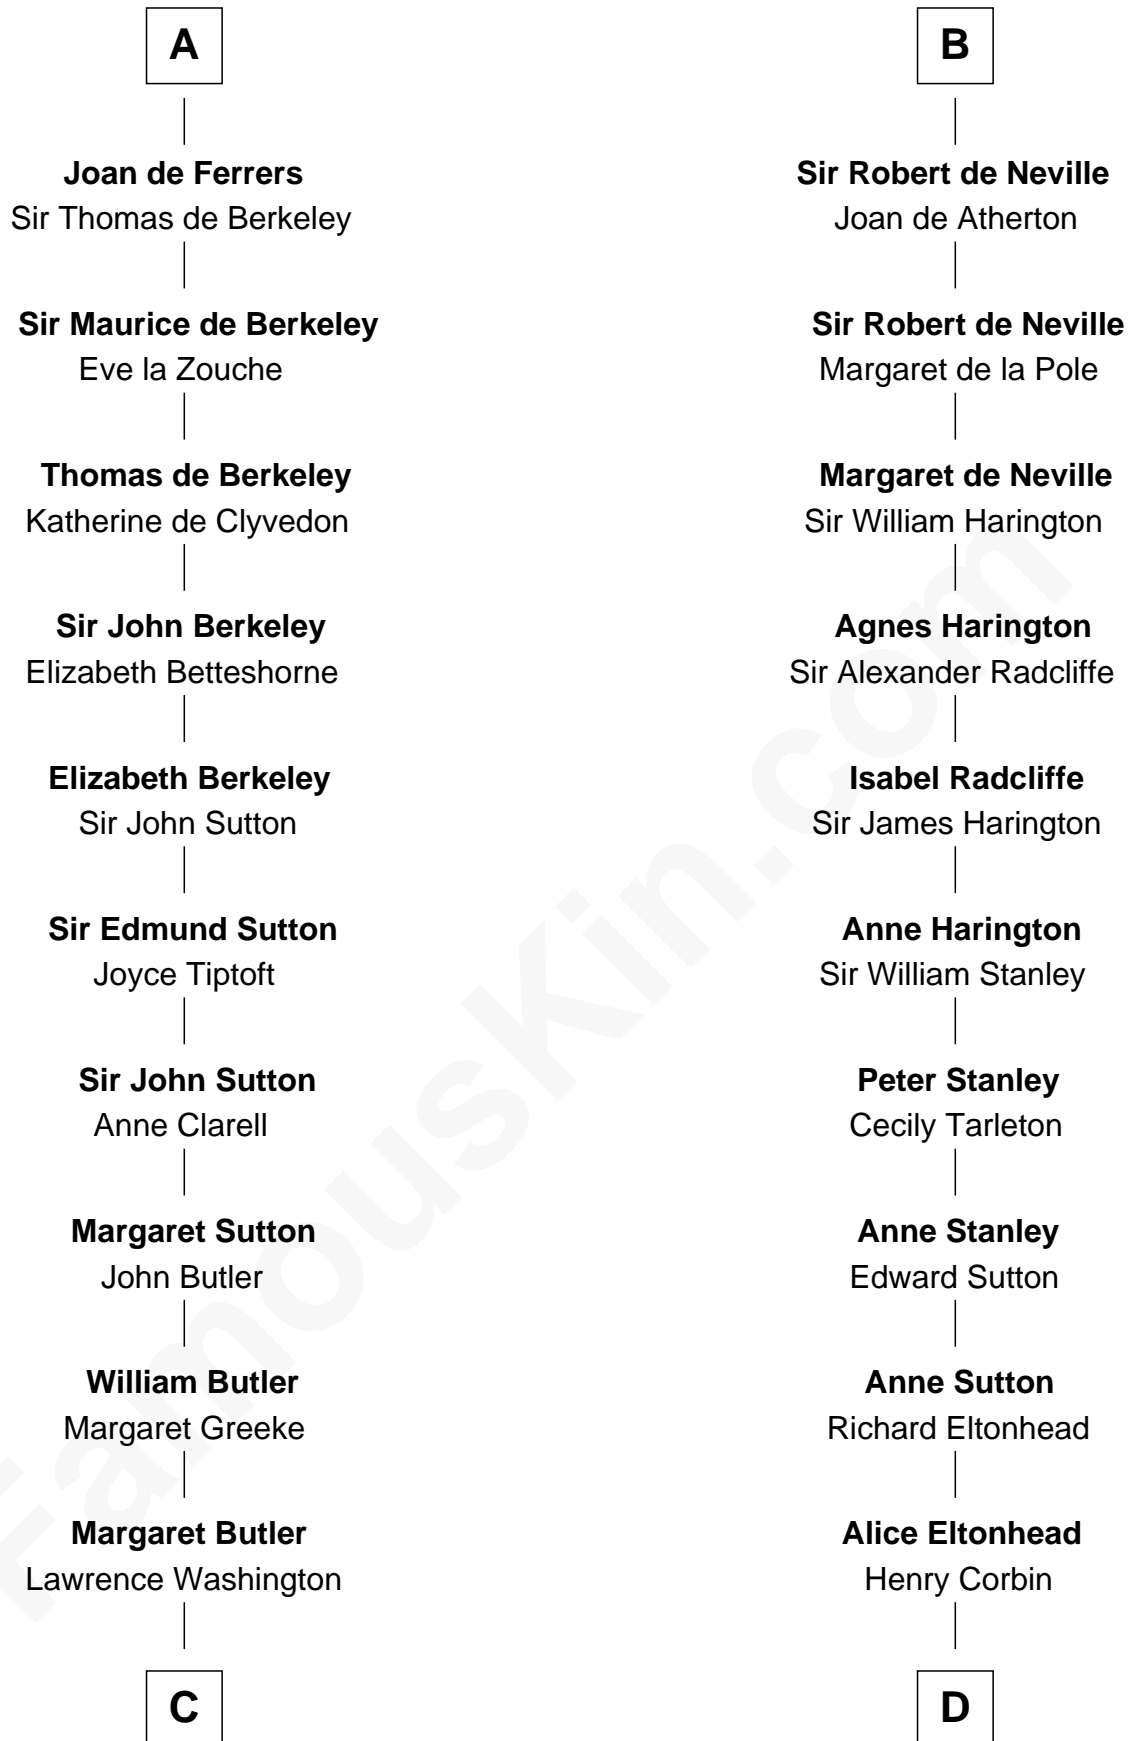 A
Joan de Ferrers
Sir Thomas de Berkeley
Sir Maurice de Berkeley
Eve la Zouche
Thomas de Berkeley
Katherine de Clyvedon
Sir John Berkeley
Elizabeth Betteshorne
Elizabeth Berkeley
Sir John Sutton
Sir Edmund Sutton
Joyce Tiptoft
Sir John Sutton
Anne Clarell
Margaret Sutton
John Butler
William Butler
Margaret Greeke
Margaret Butler
Lawrence Washington
C
B
Sir Robert de Neville
Joan de Atherton
Sir Robert de Neville
Margaret de la Pole
Margaret de Neville
Sir William Harington
Agnes Harington
Sir Alexander Radcliffe
Isabel Radcliffe
Sir James Harington
Anne Harington
Sir William Stanley
Peter Stanley
Cecily Tarleton
Anne Stanley
Edward Sutton
Anne Sutton
Richard Eltonhead
Alice Eltonhead
Henry Corbin
D
FamousKin.com